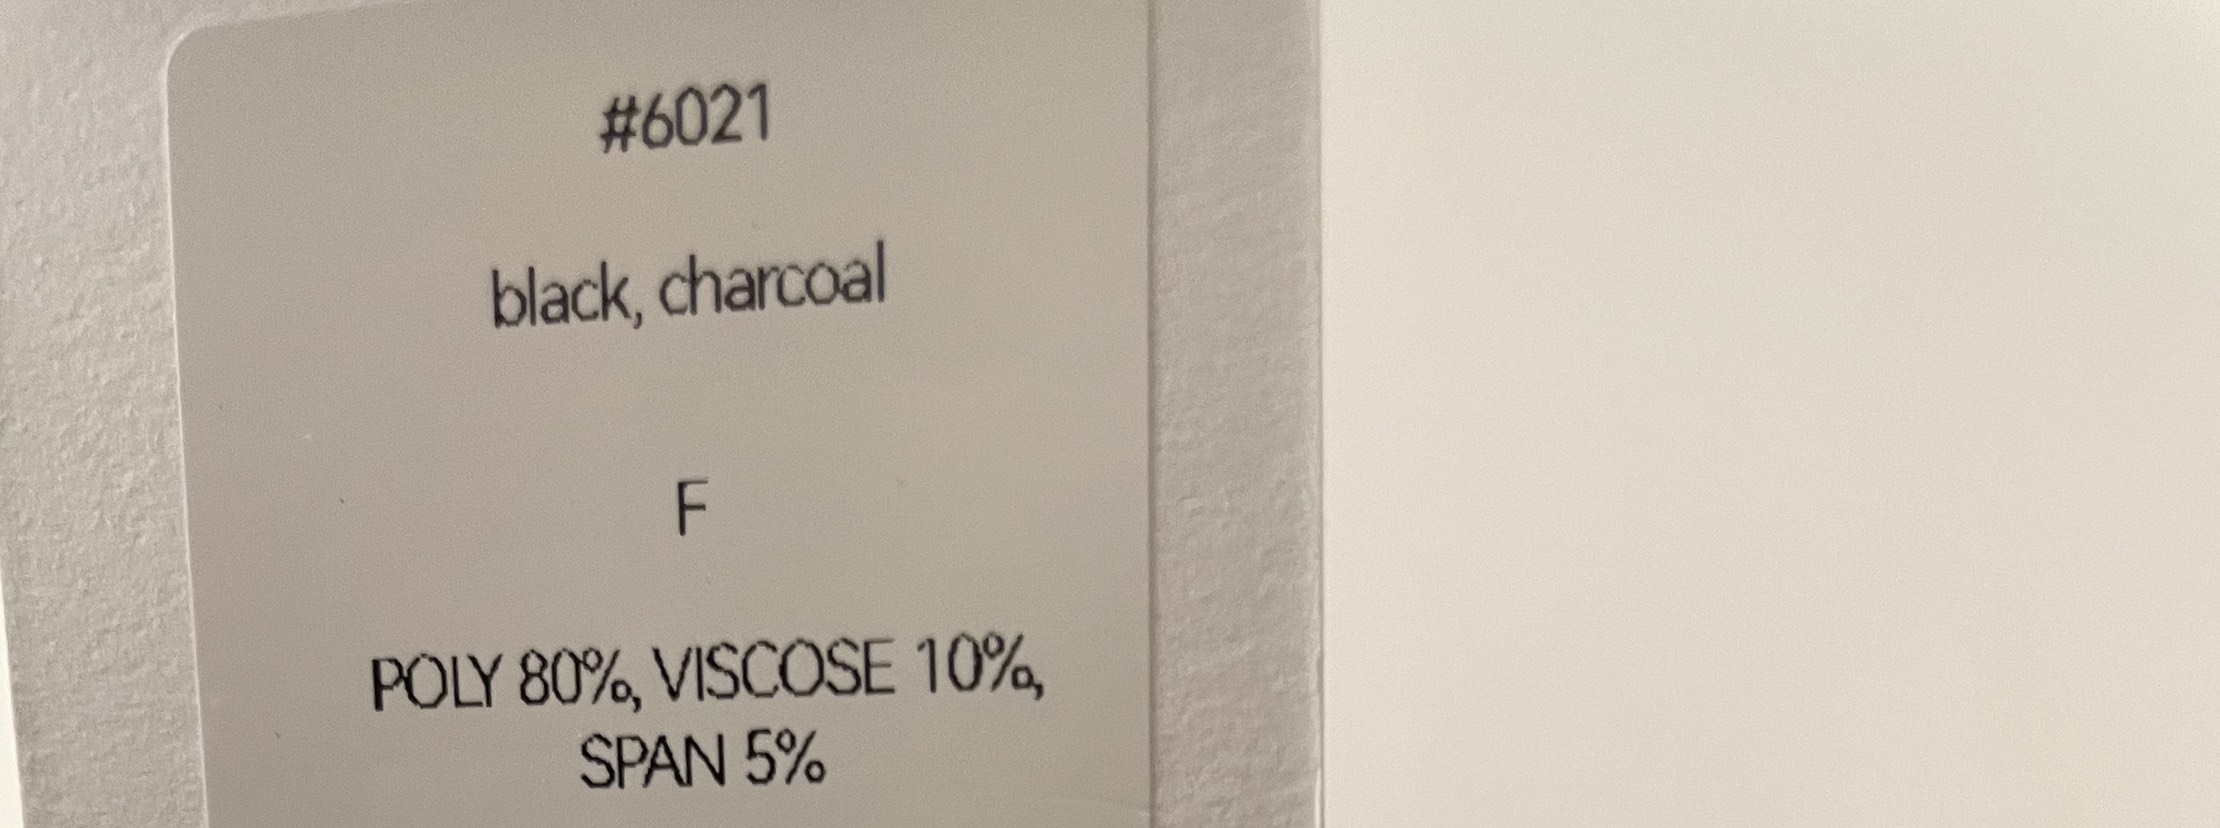 #6021
black, charcoal
F
POLY 80%, VISCOSE 10%,
SPAN 5%